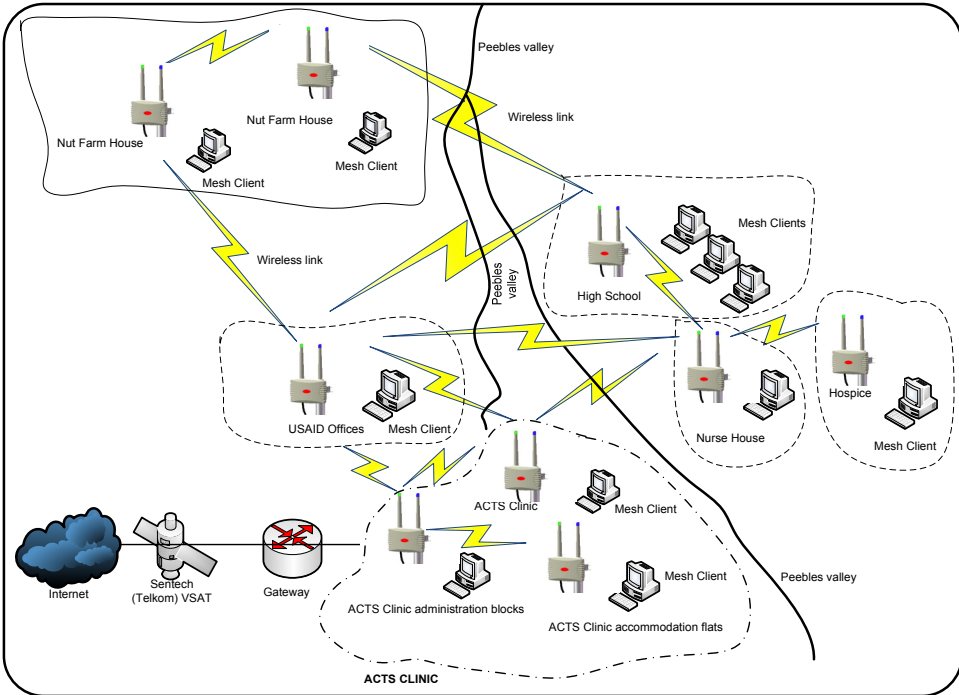 Peebles valley
Nut Farm House
Mesh Client
Nut Farm House
Mesh Client
Wireless link
Wireless link
Peebles
valley
Mesh Clients
High School
USAID Offices
Mesh Client
Nurse House
Hospice
Mesh Client
ACTS Clinic
Mesh Client
Internet
Sentech
(Telkom) VSAT
Gateway
ACTS Clinic administration blocks
Mesh Client
ACTS Clinic accommodation flats
Peebles valley
ACTS CLINIC